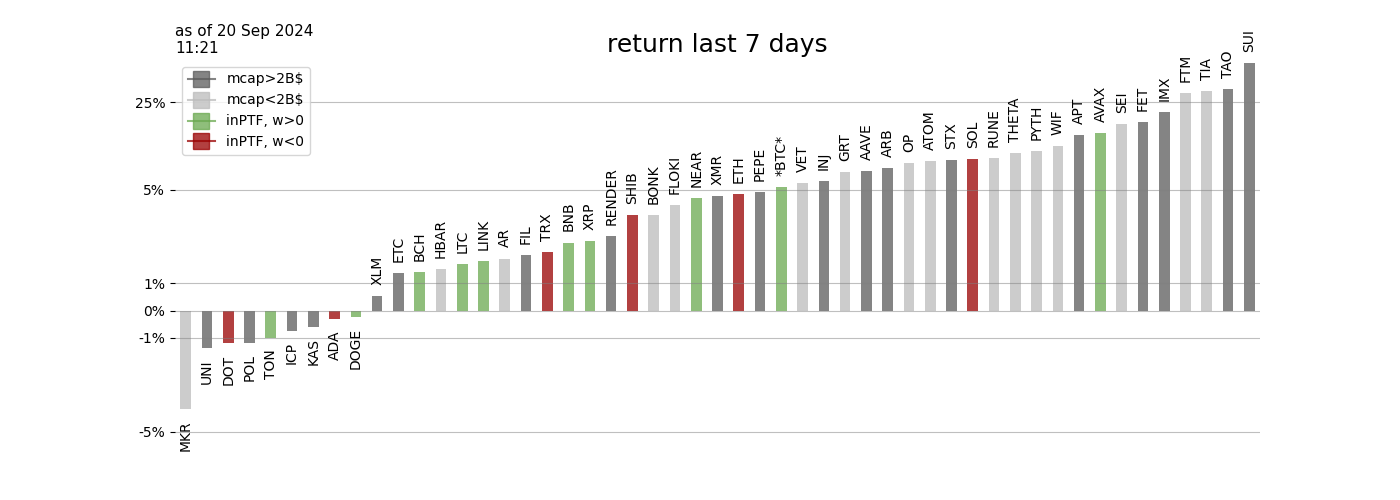 as of 20 Sep 2024
11:21
return last 7 days
mcap>2B$
mcap<2B$
inPTF, w>0
inPTF, w<0
25%
5%
1%
0%
-1%
-5%
MKR
UNI
DOT
POL
TON
ICP
KAS
ADA
DOGE
XLM
ETC
BCH
HBAR
LTC
LINK
AR
FIL
TRX
BNB
XRP
RENDER
SHIB
BONK
FLOKI
NEAR
XMR
ETH
PEPE
*BTC*
VET
INJ
GRT
AAVE
ARB
OP
ATOM
STX
SOL
RUNE
THETA
PYTH
WIF
APT
AVAX
SEI
FET
IMX
FTM
TIA
TAO
SUI